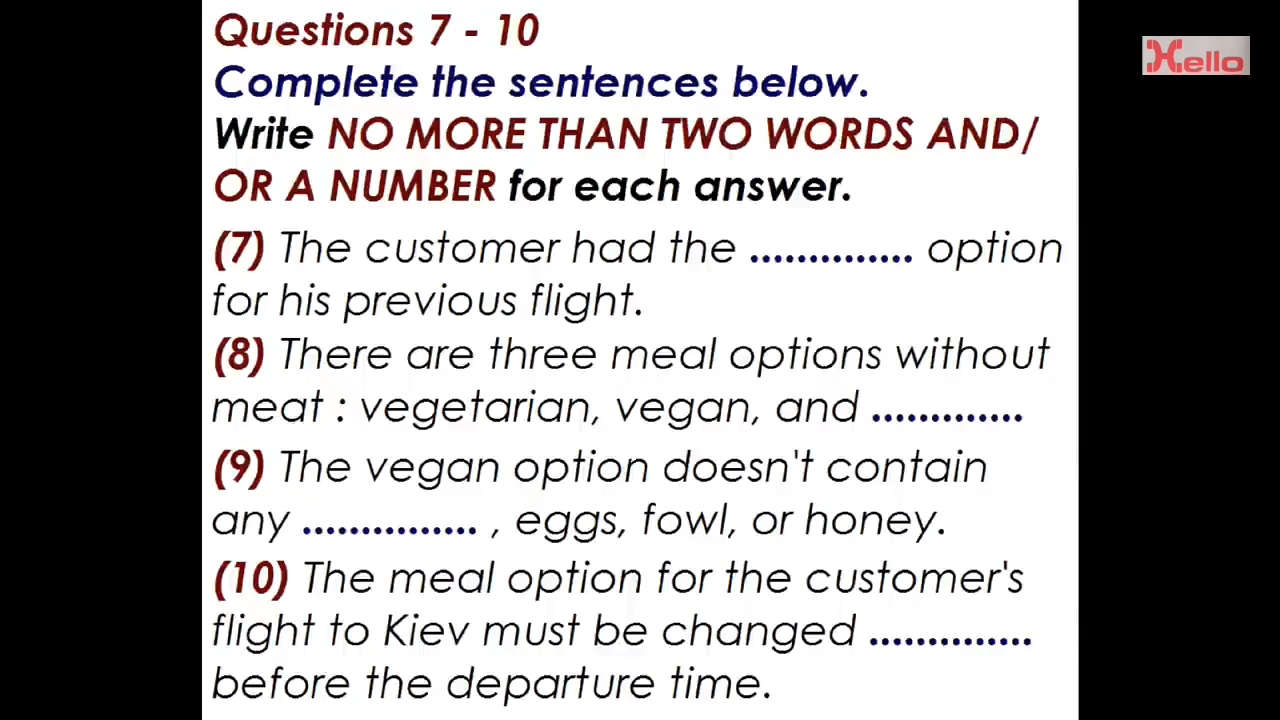 Questions 7 - 10
Hello
Complete the sentences below.
Write NO MORE THAN TWO WORDS AND/
OR A NUMBER for each answer.
(7) The customer had the .............. option
for his previous flight.
(8) There are three meal options without
meat : vegetarian, vegan, and .............
(9) The vegan option doesn't contain
any ............... , eggs, fowl, or honey.
(10) The meal option for the customer's
flight to Kiev must be changed ..............
before the departure time.